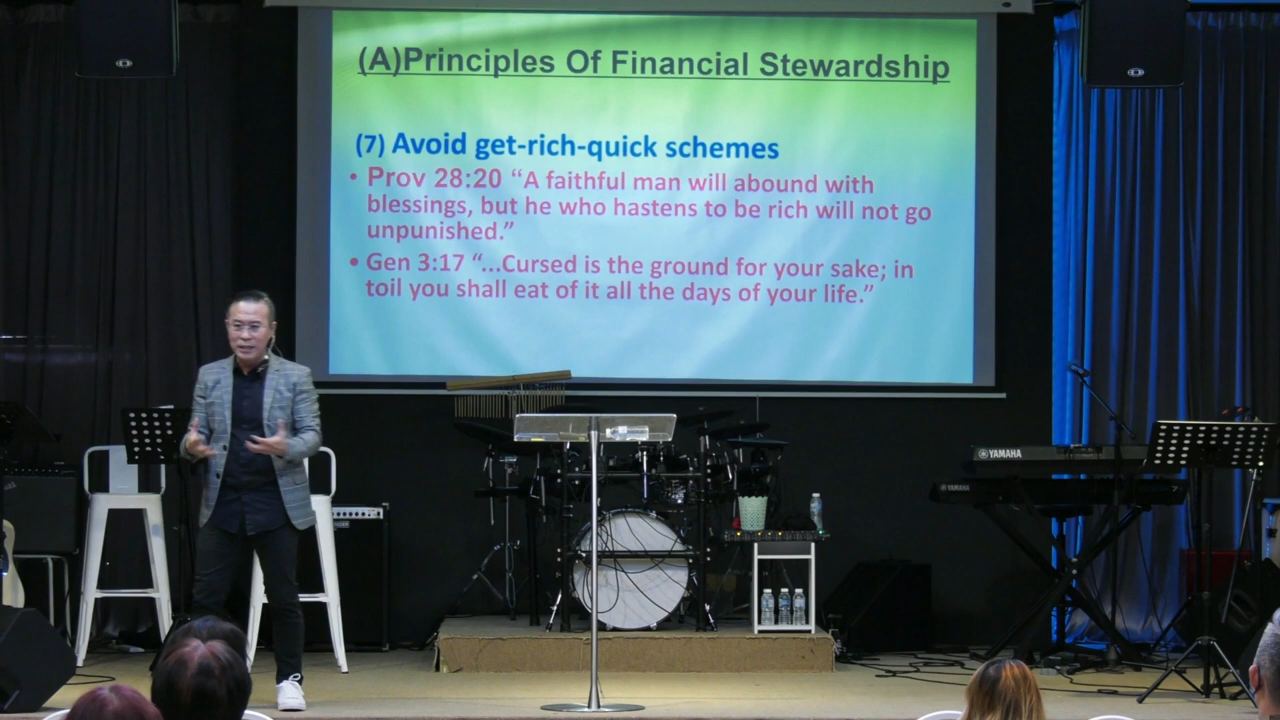 (A)Principles Of Financial Stewardship
(7) Avoid get-rich-quick schemes
• Prov 28:20 “A faithful man will abound with
blessings, but he who hastens to be rich will not go
unpunished.”
• Gen 3:17 “...Cursed is the ground for your sake; in
toil you shall eat of it all the days of your life.”
YAMAHA
YAMAHA